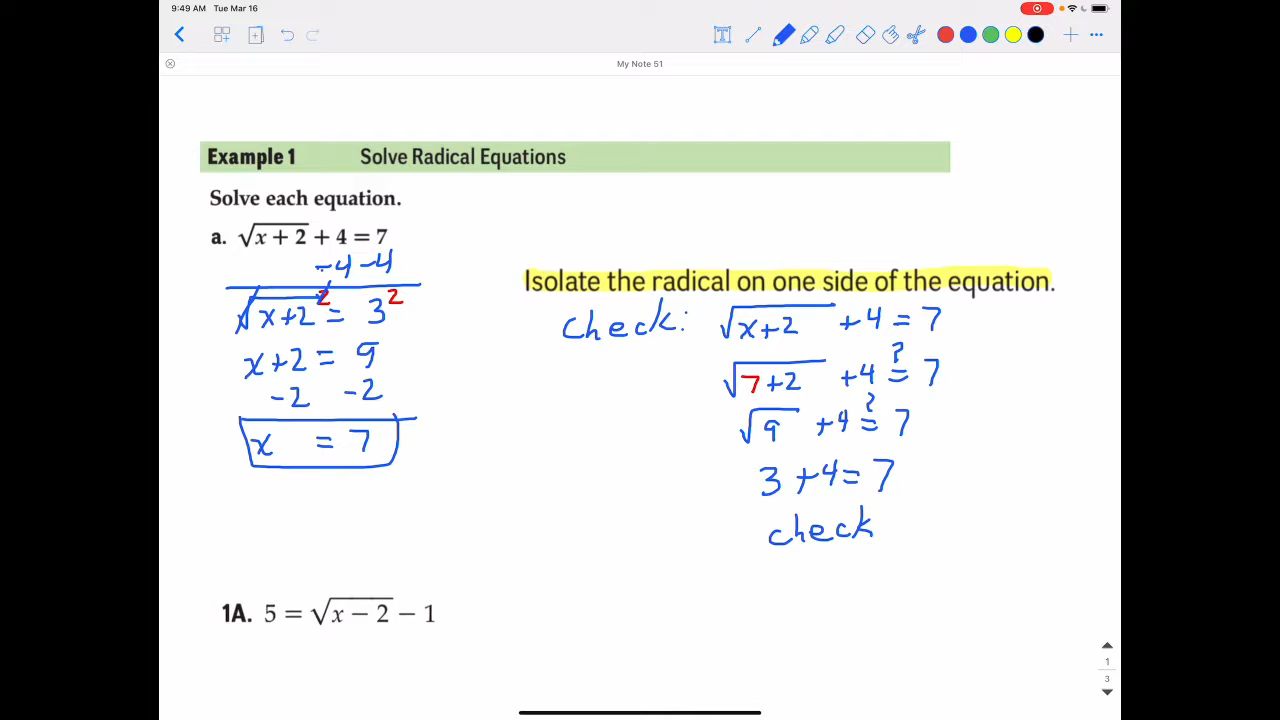 9:49 AM Tue Mar 16
My Note 51
Example 1 Solve Radical Equations
Solve each equation.
a. √(x + 2) + 4 = 7
-4 -4
√(x+2)² = 3²
x+2 = 9
-2 -2
x = 7
Isolate the radical on one side of the equation.
check: √(x+2) +4 = 7
√(7+2) +4 ≟ 7
√9 +4 ≟ 7
3 +4 = 7
check
1A. 5 = √(x − 2) − 1
1
3